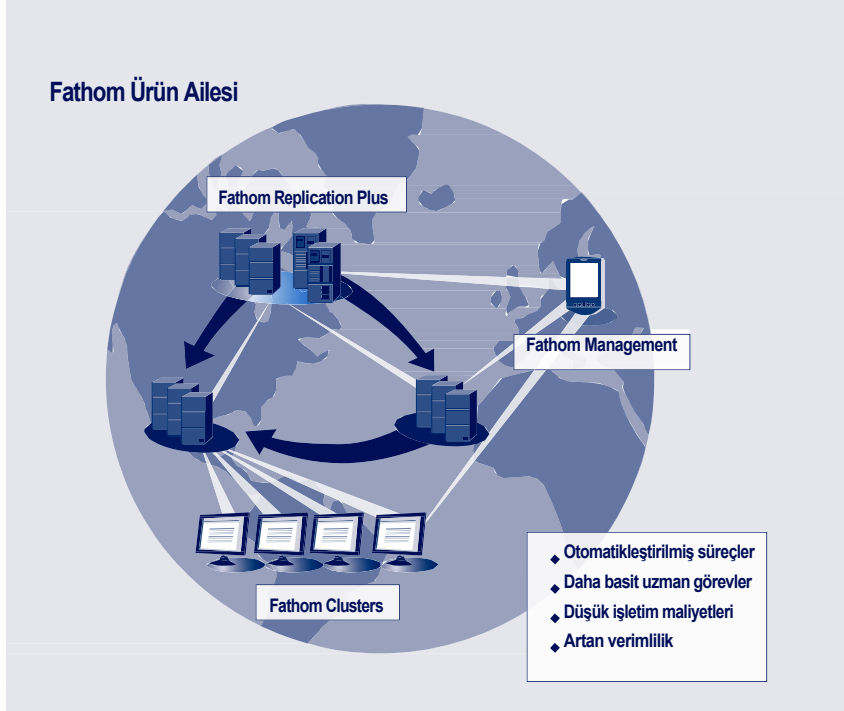 Fathom Ürün Ailesi
Fathom Replication Plus
Fathom Management
Fathom Clusters
Otomatikleştirilmiş süreçler
Daha basit uzman görevler
Düşük işletim maliyetleri
Artan verimlilik